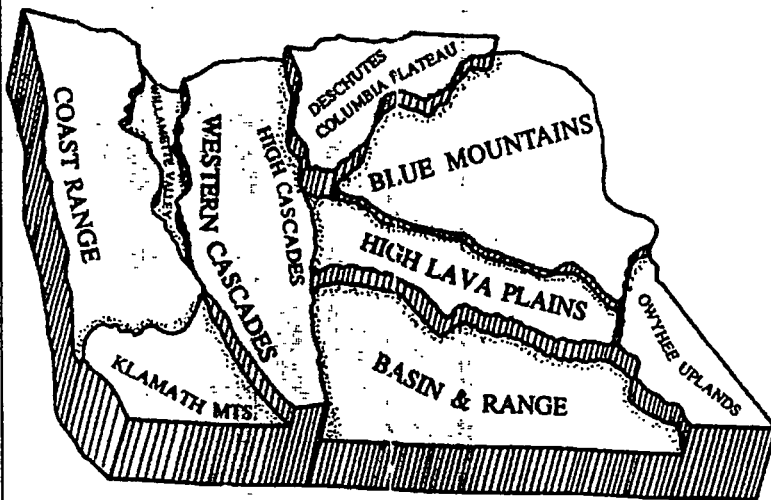 COAST RANGE
WILLAMETTE VALLEY
WESTERN CASCADES
HIGH CASCADES
DESCHUTES
COLUMBIA PLATEAU
BLUE MOUNTAINS
HIGH LAVA PLAINS
OWYHEE UPLANDS
KLAMATH MTS.
BASIN & RANGE